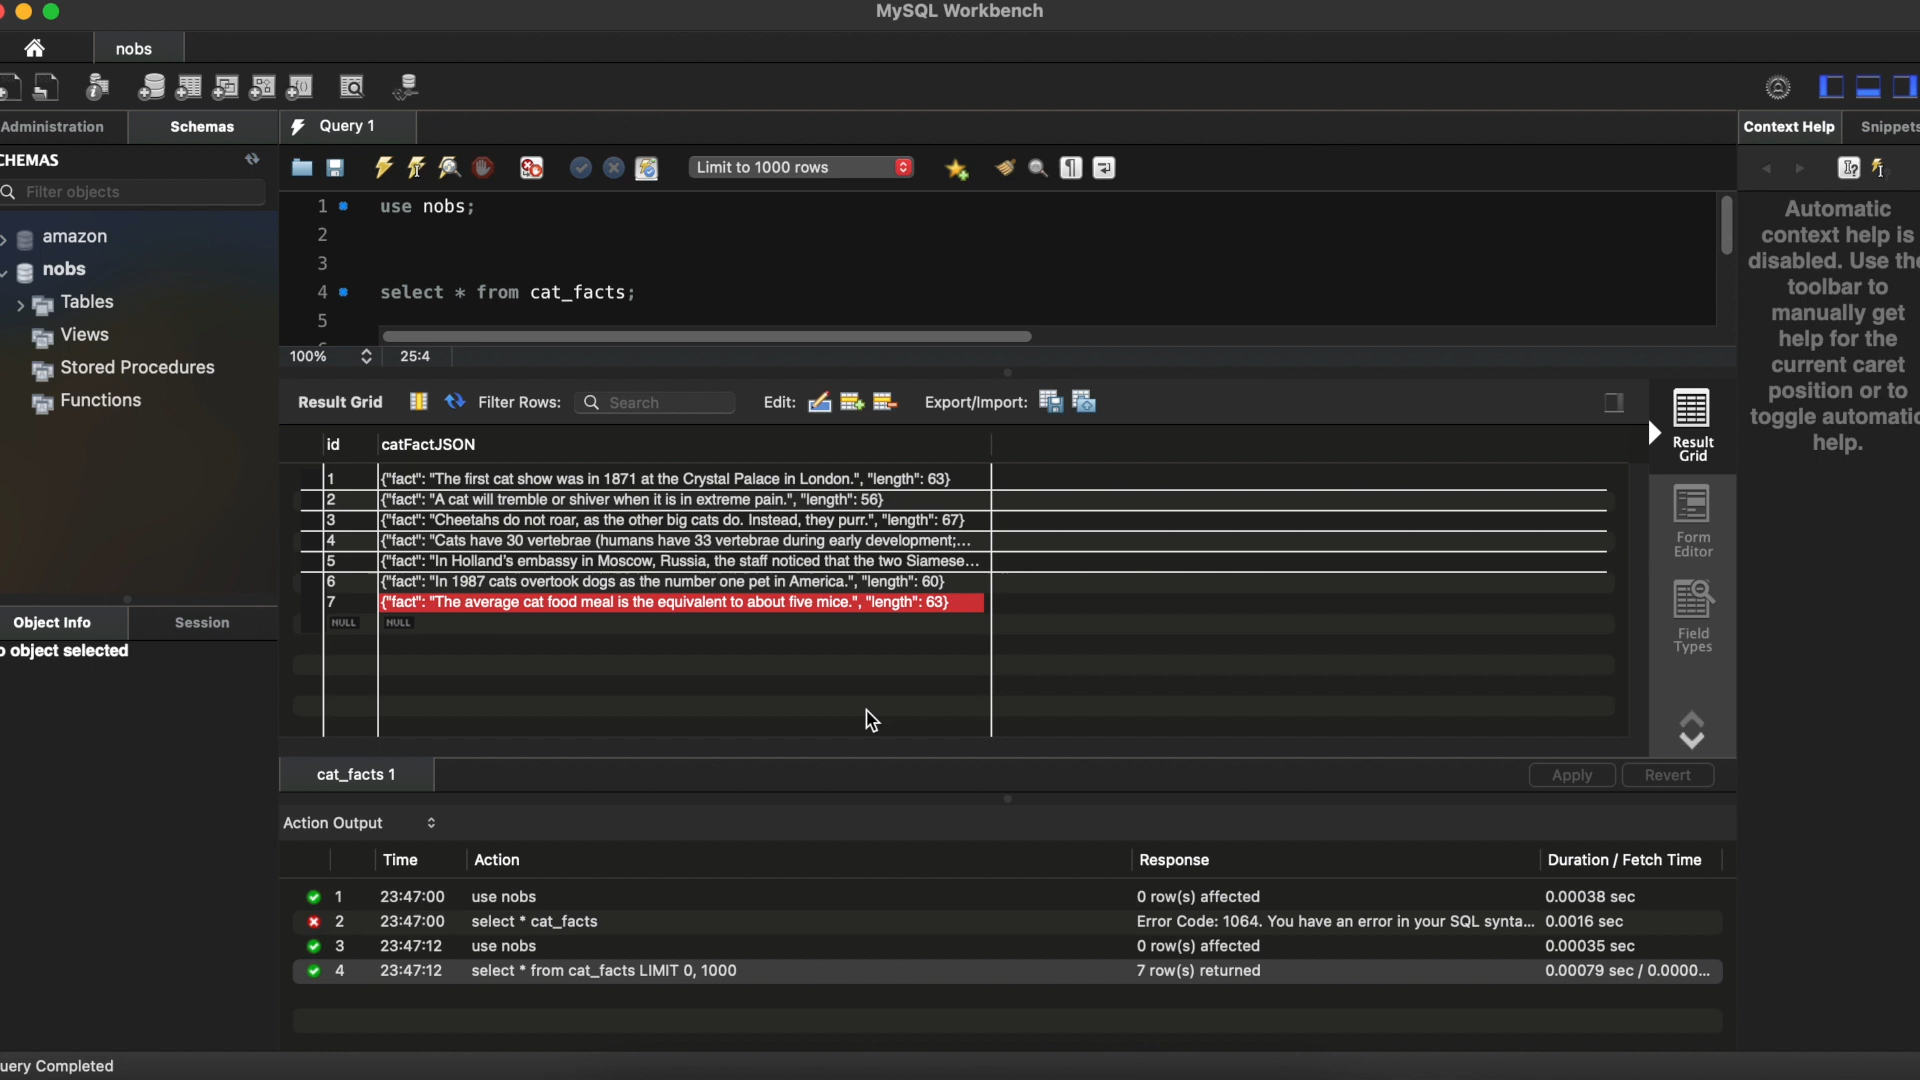 MySQL Workbench
nobs
Administration
Schemas
Query 1
Context Help
Snippets
CHEMAS
Limit to 1000 rows
Filter objects
1 use nobs;
2
3
4 select * from cat_facts;
5
amazon
nobs
Tables
Views
Stored Procedures
Functions
Automatic
context help is
disabled. Use the
toolbar to
manually get
help for the
current caret
position or to
toggle automatic
help.
100% 25:4
Result Grid Filter Rows: Search Edit: Export/Import:
id catFactJSON
1 {"fact": "The first cat show was in 1871 at the Crystal Palace in London.", "length": 63}
2 {"fact": "A cat will tremble or shiver when it is in extreme pain.", "length": 56}
3 {"fact": "Cheetahs do not roar, as the other big cats do. Instead, they purr.", "length": 67}
4 {"fact": "Cats have 30 vertebrae (humans have 33 vertebrae during early development;...
5 {"fact": "In Holland's embassy in Moscow, Russia, the staff noticed that the two Siamese...
6 {"fact": "In 1987 cats overtook dogs as the number one pet in America.", "length": 60}
7 {"fact": "The average cat food meal is the equivalent to about five mice.", "length": 63}
NULL NULL
Result
Grid
Form
Editor
Field
Types
Object Info
Session
o object selected
cat_facts 1
Apply
Revert
Action Output
Time Action Response Duration / Fetch Time
1 23:47:00 use nobs 0 row(s) affected 0.00038 sec
2 23:47:00 select * cat_facts Error Code: 1064. You have an error in your SQL synta... 0.0016 sec
3 23:47:12 use nobs 0 row(s) affected 0.00035 sec
4 23:47:12 select * from cat_facts LIMIT 0, 1000 7 row(s) returned 0.00079 sec / 0.0000...
uery Completed